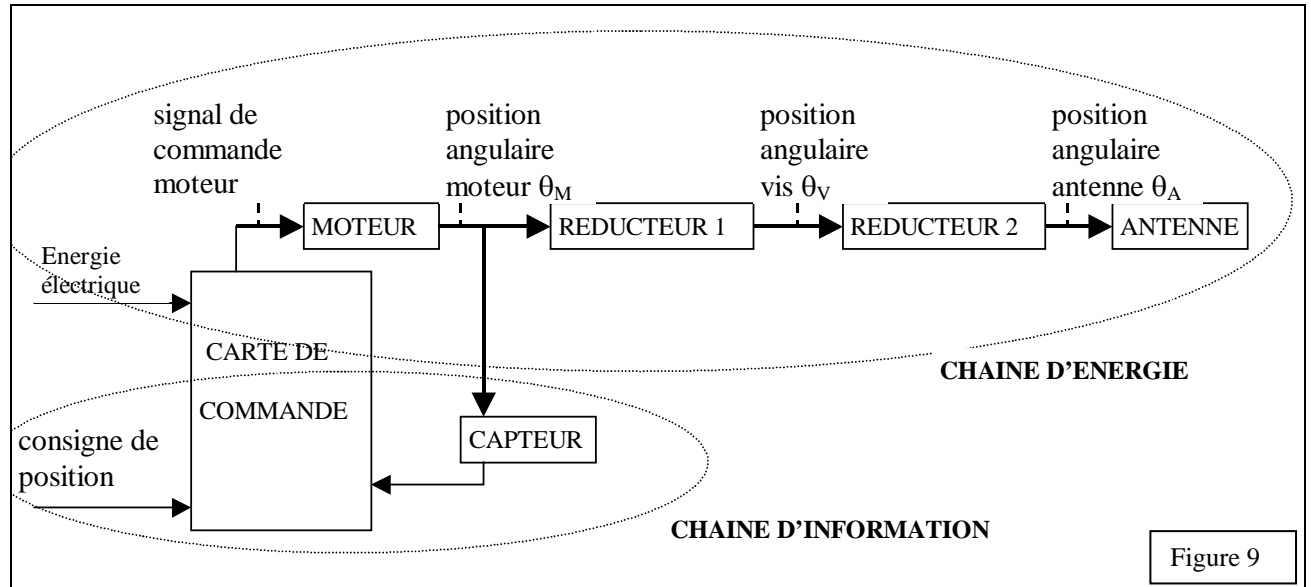 signal de
commande
moteur
position
angulaire
moteur θM
position
angulaire
vis θV
position
angulaire
antenne θA
MOTEUR
REDUCTEUR 1
REDUCTEUR 2
ANTENNE
Energie
électrique
CARTE DE
COMMANDE
CHAINE D'ENERGIE
consigne de
position
CAPTEUR
CHAINE D'INFORMATION
Figure 9